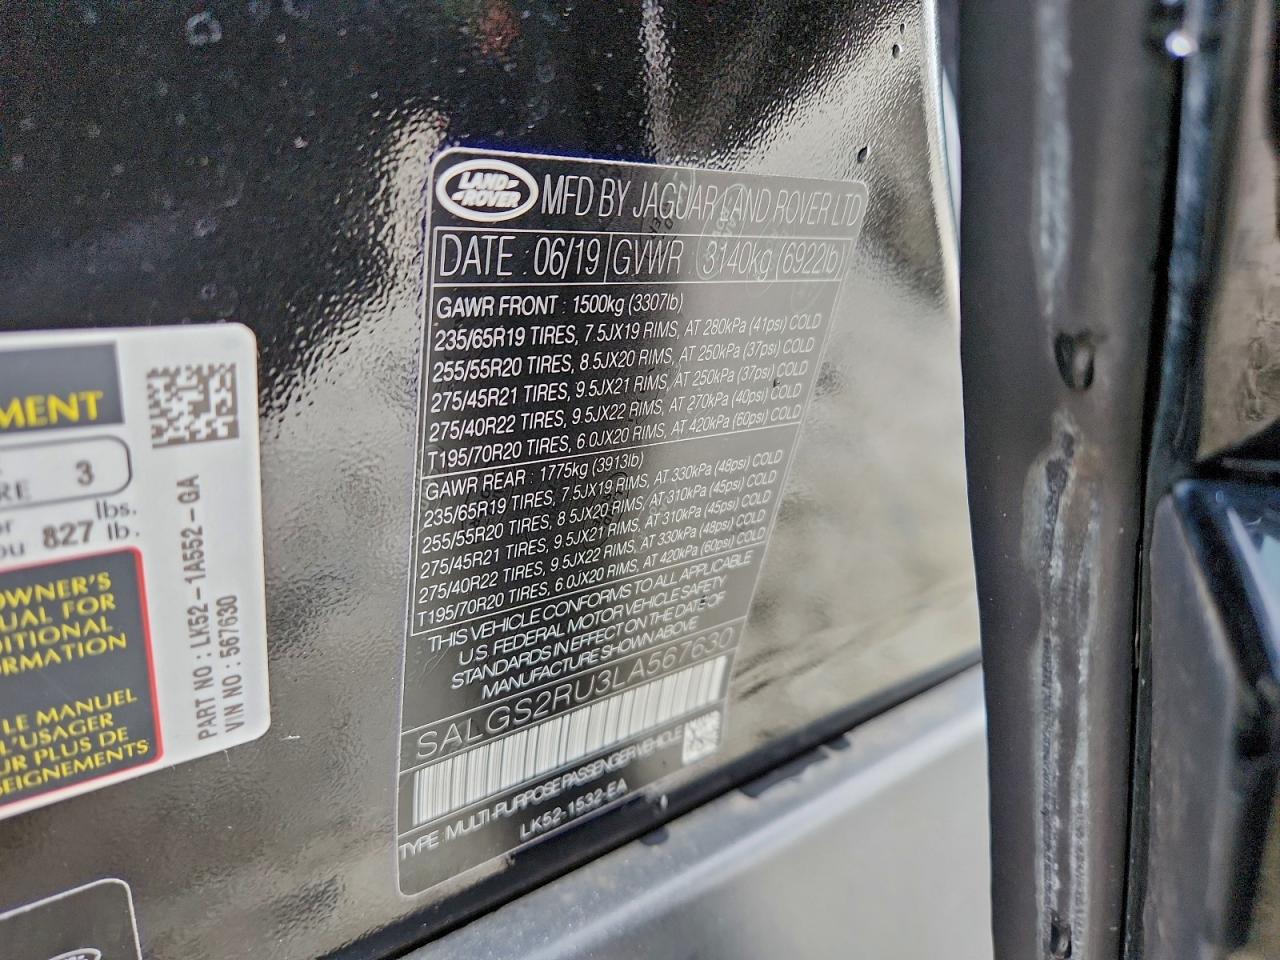 LAND ROVER MFD BY JAGUAR LAND ROVER LTD
DATE : 06/19 GVWR : 3140kg (6922lb
GAWR FRONT : 1500kg (3307lb)
235/65R19 TIRES, 7.5JX19 RIMS, AT 280kPa (41psi) COLD
255/55R20 TIRES, 8.5JX20 RIMS, AT 250kPa (37psi) COLD
275/45R21 TIRES, 9.5JX21 RIMS, AT 250kPa (37psi) COLD
275/40R22 TIRES, 9.5JX22 RIMS, AT 270kPa (40psi) COLD
T195/70R20 TIRES, 6.0JX20 RIMS, AT 420kPa (60psi) COLD
GAWR REAR : 1775kg (3913lb)
235/65R19 TIRES, 7.5JX19 RIMS, AT 330kPa (48psi) COLD
255/55R20 TIRES, 8.5JX20 RIMS, AT 310kPa (45psi) COLD
275/45R21 TIRES, 9.5JX21 RIMS, AT 310kPa (45psi) COLD
275/40R22 TIRES, 9.5JX22 RIMS, AT 330kPa (48psi) COLD
T195/70R20 TIRES, 6.0JX20 RIMS, AT 420kPa (60psi) COLD
THIS VEHICLE CONFORMS TO ALL APPLICABLE
U.S. FEDERAL MOTOR VEHICLE SAFETY
STANDARDS IN EFFECT ON THE DATE OF
MANUFACTURE SHOWN ABOVE
SALGS2RU3LA567630
TYPE : MULTI-PURPOSE PASSENGER VEHICLE
LK52-1532-EA
MENT
RE 3
or lbs.
ou 827 lb.
OWNER'S
UAL FOR
DITIONAL
ORMATION
LE MANUEL
L'USAGER
UR PLUS DE
SEIGNEMENTS
PART NO : LK52-1A552-GA
VIN NO : 567630